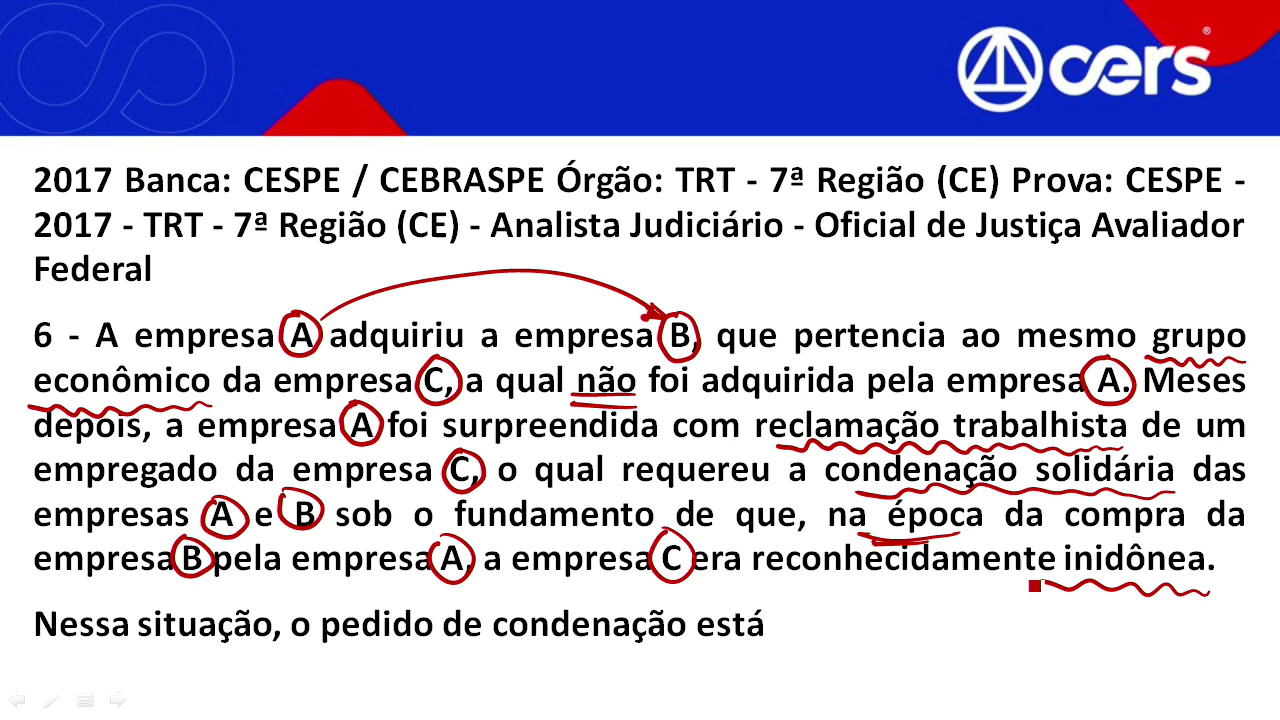 cers
®
2017 Banca: CESPE / CEBRASPE Órgão: TRT - 7ª Região (CE) Prova: CESPE -
2017 - TRT - 7ª Região (CE) - Analista Judiciário - Oficial de Justiça Avaliador
Federal
6 - A empresa A adquiriu a empresa B, que pertencia ao mesmo grupo
econômico da empresa C, a qual não foi adquirida pela empresa A. Meses
depois, a empresa A foi surpreendida com reclamação trabalhista de um
empregado da empresa C, o qual requereu a condenação solidária das
empresas A e B sob o fundamento de que, na época da compra da
empresa B pela empresa A, a empresa C era reconhecidamente inidônea.
Nessa situação, o pedido de condenação está